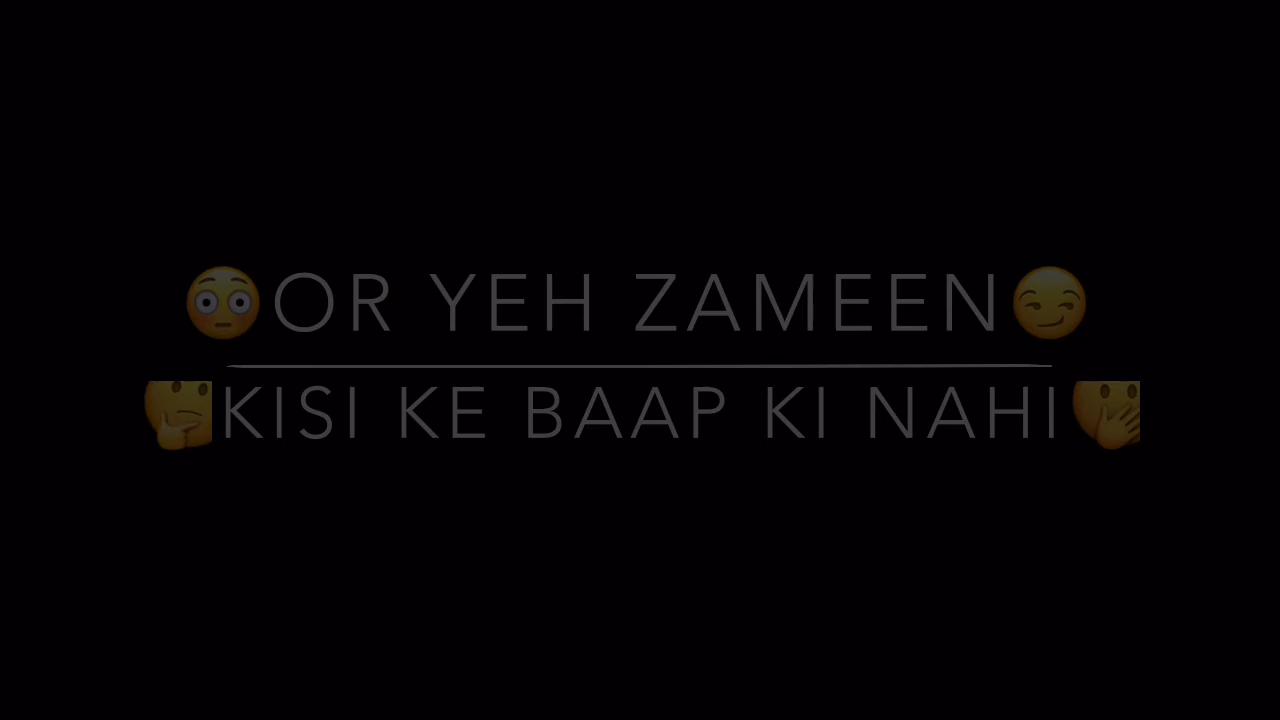 😳OR YEH ZAMEEN😏
🤔KISI KE BAAP KI NAHI🤭